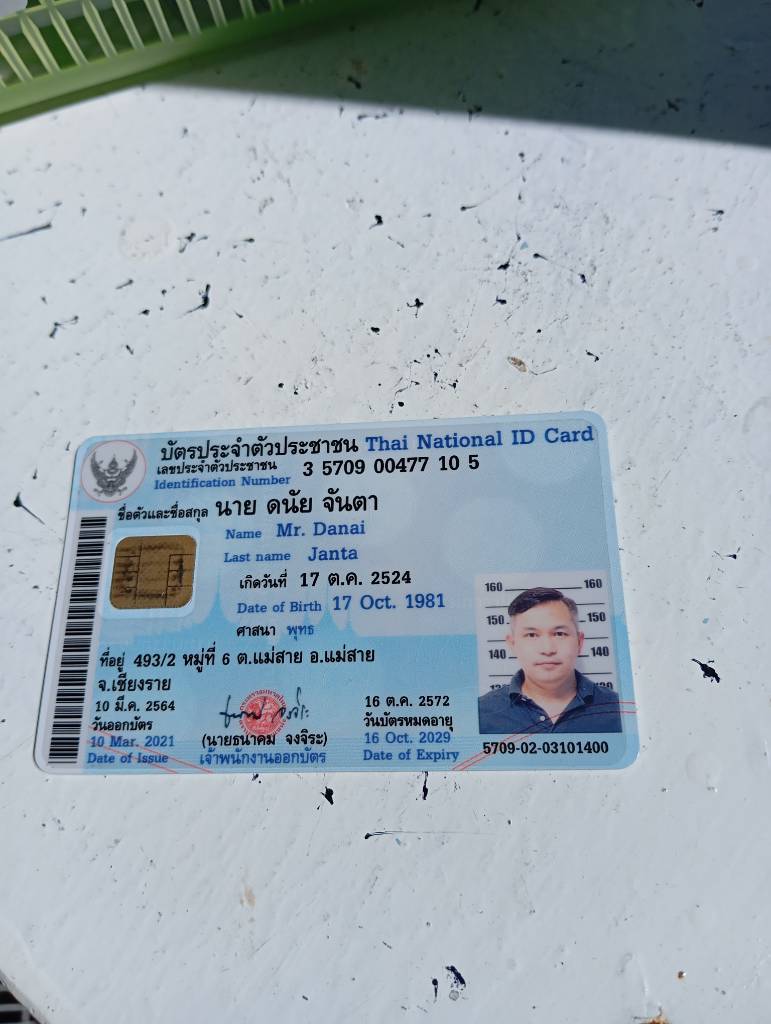 บัตรประจำตัวประชาชน Thai National ID Card
เลขประจำตัวประชาชน 3 5709 00477 10 5
Identification Number
ชื่อตัวและชื่อสกุล นาย ดนัย จันตา
Name Mr. Danai
Last name Janta
เกิดวันที่ 17 ต.ค. 2524
Date of Birth 17 Oct. 1981
ศาสนา พุทธ
ที่อยู่ 493/2 หมู่ที่ 6 ต.แม่สาย อ.แม่สาย
จ.เชียงราย
10 มี.ค. 2564
วันออกบัตร
10 Mar. 2021
Date of Issue
(นายธนาคม จงจิระ)
เจ้าพนักงานออกบัตร
16 ต.ค. 2572
วันบัตรหมดอายุ
16 Oct. 2029
Date of Expiry
160 160
150 150
140 140
5709-02-03101400